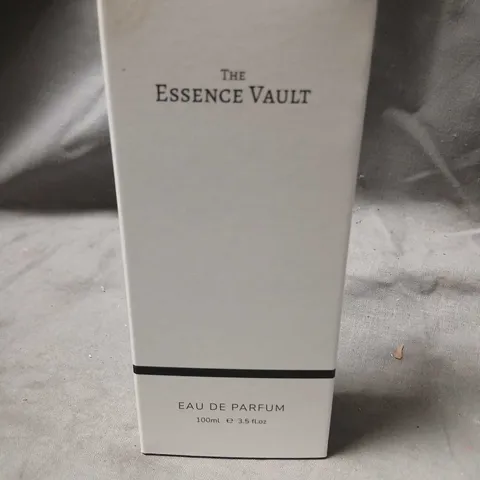 THE
ESSENCE VAULT
EAU DE PARFUM
100ml ℮ 3.5 fl.oz